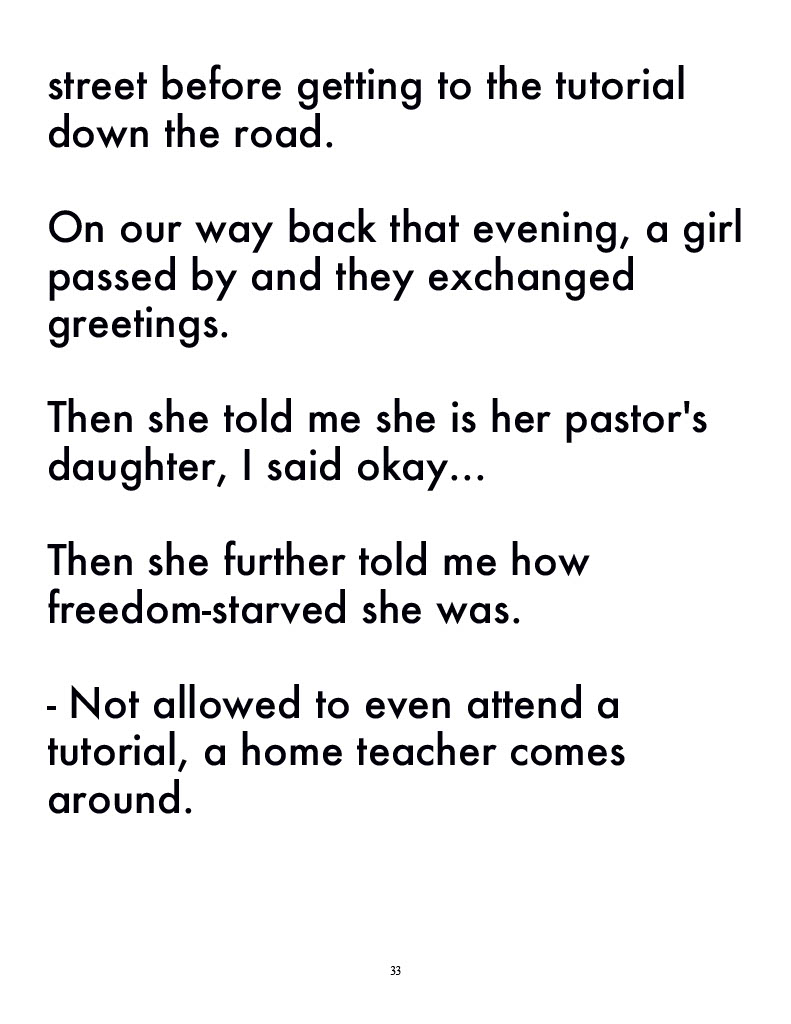 street before getting to the tutorial
down the road.
On our way back that evening, a girl
passed by and they exchanged
greetings.
Then she told me she is her pastor's
daughter, I said okay...
Then she further told me how
freedom-starved she was.
- Not allowed to even attend a
tutorial, a home teacher comes
around.
33